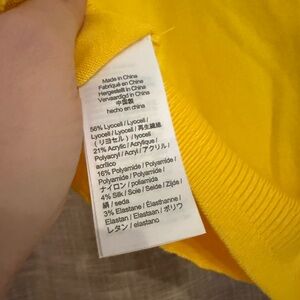 Made in China
Fabriqué en Chine
Hergestellt in China
Vervaardigd in China
中国製
hecho en china
56% Lyocell / Lyocell /
Lyocell / Lyocell / 再生繊維
(リヨセル) / lyocell
21% Acrylic / Acrylique /
Polyacryl / Acryl / アクリル /
acrílico
16% Polyamide / Polyamide /
Polyamide / Polyamide /
ナイロン / poliamida
4% Silk / Soie / Seide / Zijde /
絹 / seda
3% Elastane / Élasthanne /
Elastan / Elastaan / ポリウ
レタン / elastano